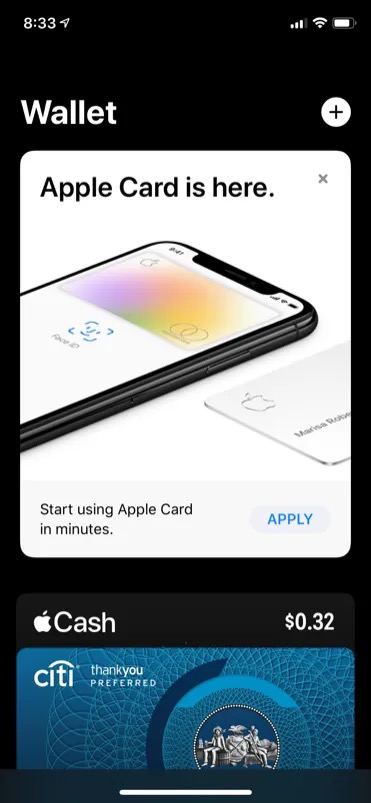 8:33
Wallet
Apple Card is here.
9:41
Face ID
Marisa Robe
Start using Apple Card
in minutes.
APPLY
Cash
$0.32
citi
thankyou
PREFERRED